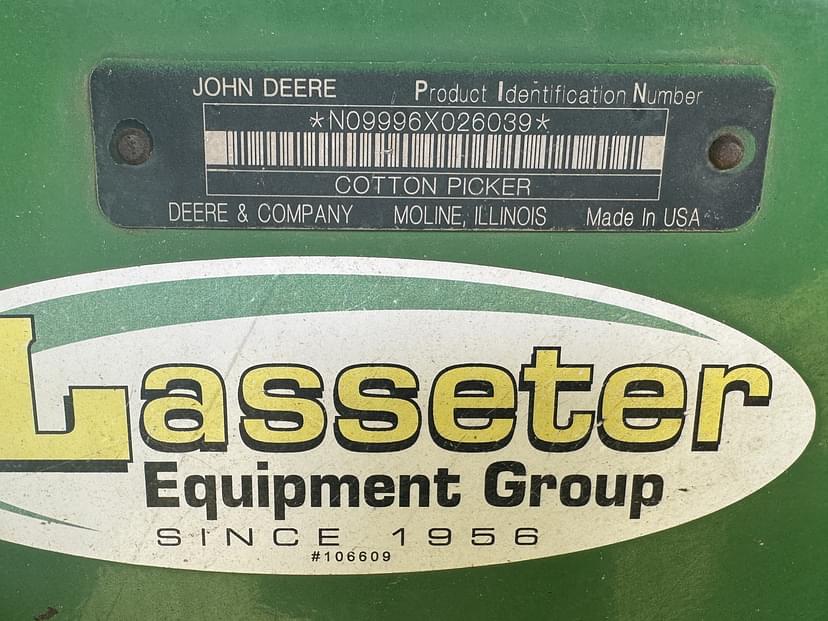 JOHN DEERE Product Identification Number
*N09996X026039*
COTTON PICKER
DEERE & COMPANY MOLINE, ILLINOIS Made In USA
Lasseter
Equipment Group
SINCE 1956
#106609